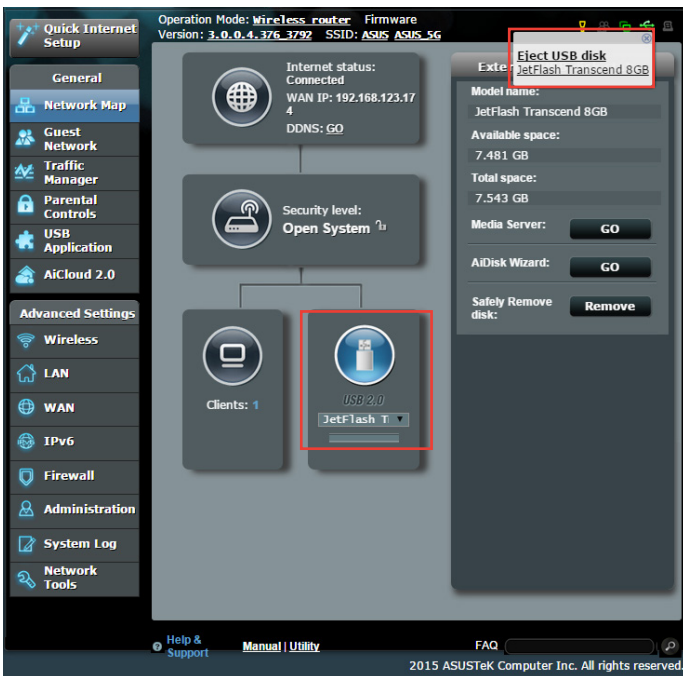 Quick Internet
Setup
Operation Mode: Wireless router Firmware
Version: 3.0.0.4.376_3792 SSID: ASUS ASUS_5G
Eject USB disk
JetFlash Transcend 8GB
General
Network Map
Guest
Network
Traffic
Manager
Parental
Controls
USB
Application
AiCloud 2.0
Advanced Settings
Wireless
LAN
WAN
IPv6
Firewall
Administration
System Log
Network
Tools
Internet status:
Connected
WAN IP: 192.168.123.17
4
DDNS: GO
Security level:
Open System
Clients: 1
USB 2.0
JetFlash T
Exte
Model name:
JetFlash Transcend 8GB
Available space:
7.481 GB
Total space:
7.543 GB
Media Server: GO
AiDisk Wizard: GO
Safely Remove
disk:
Remove
Help &
Support
Manual | Utility
FAQ
2015 ASUSTeK Computer Inc. All rights reserved.